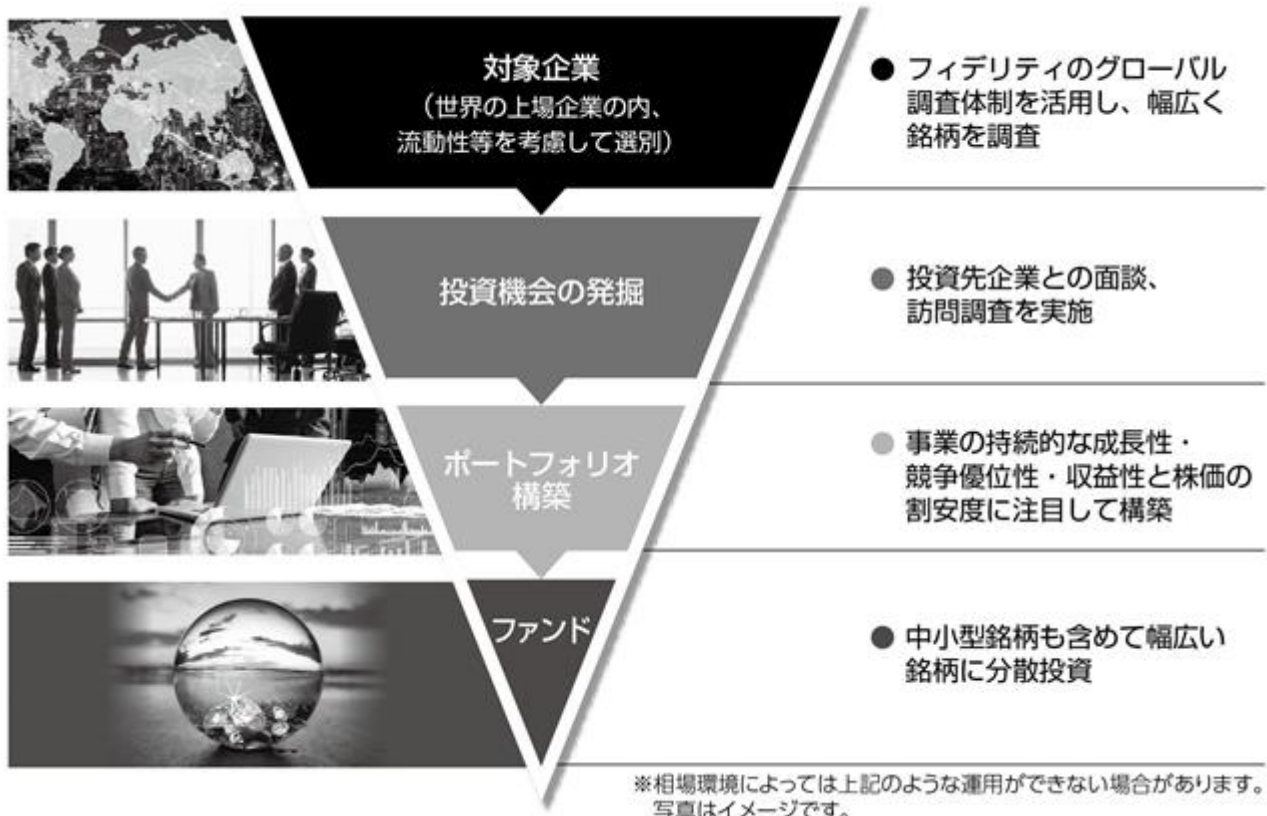 対象企業
（世界の上場企業の内、
流動性等を考慮して選別）
● フィデリティのグローバル
調査体制を活用し、幅広く
銘柄を調査
投資機会の発掘
● 投資先企業との面談、
訪問調査を実施
ポートフォリオ
構築
● 事業の持続的な成長性・
競争優位性・収益性と株価の
割安度に注目して構築
ファンド
● 中小型銘柄も含めて幅広い
銘柄に分散投資
※相場環境によっては上記のような運用ができない場合があります。
写真はイメージです。